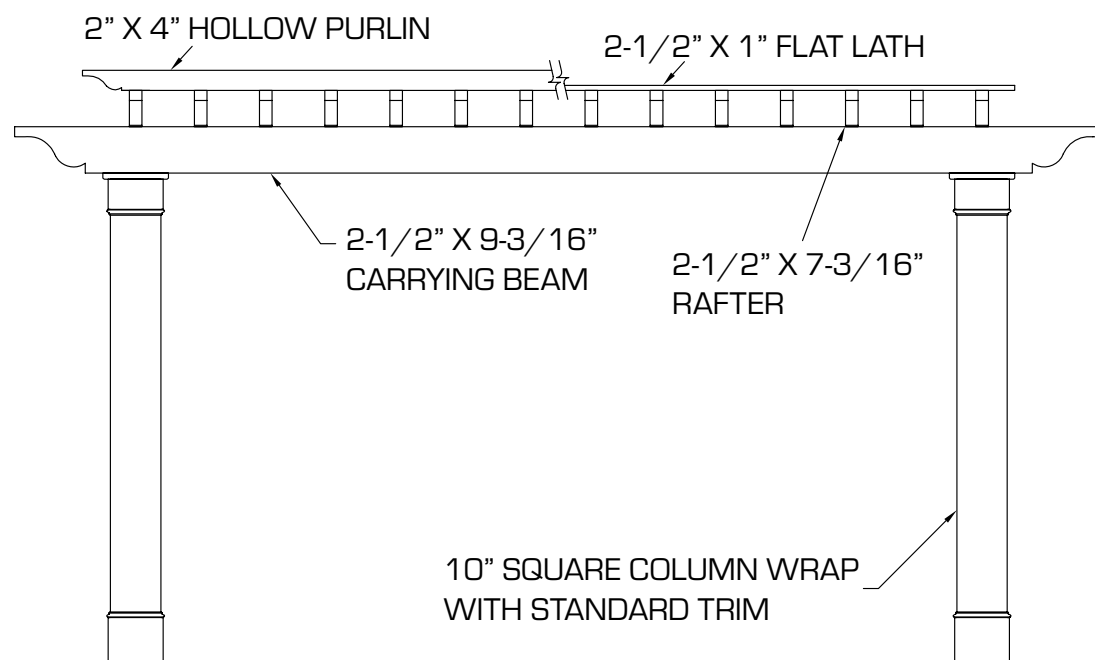 2” X 4” HOLLOW PURLIN
2-1/2” X 1” FLAT LATH
2-1/2” X 9-3/16”
CARRYING BEAM
2-1/2” X 7-3/16”
RAFTER
10” SQUARE COLUMN WRAP
WITH STANDARD TRIM